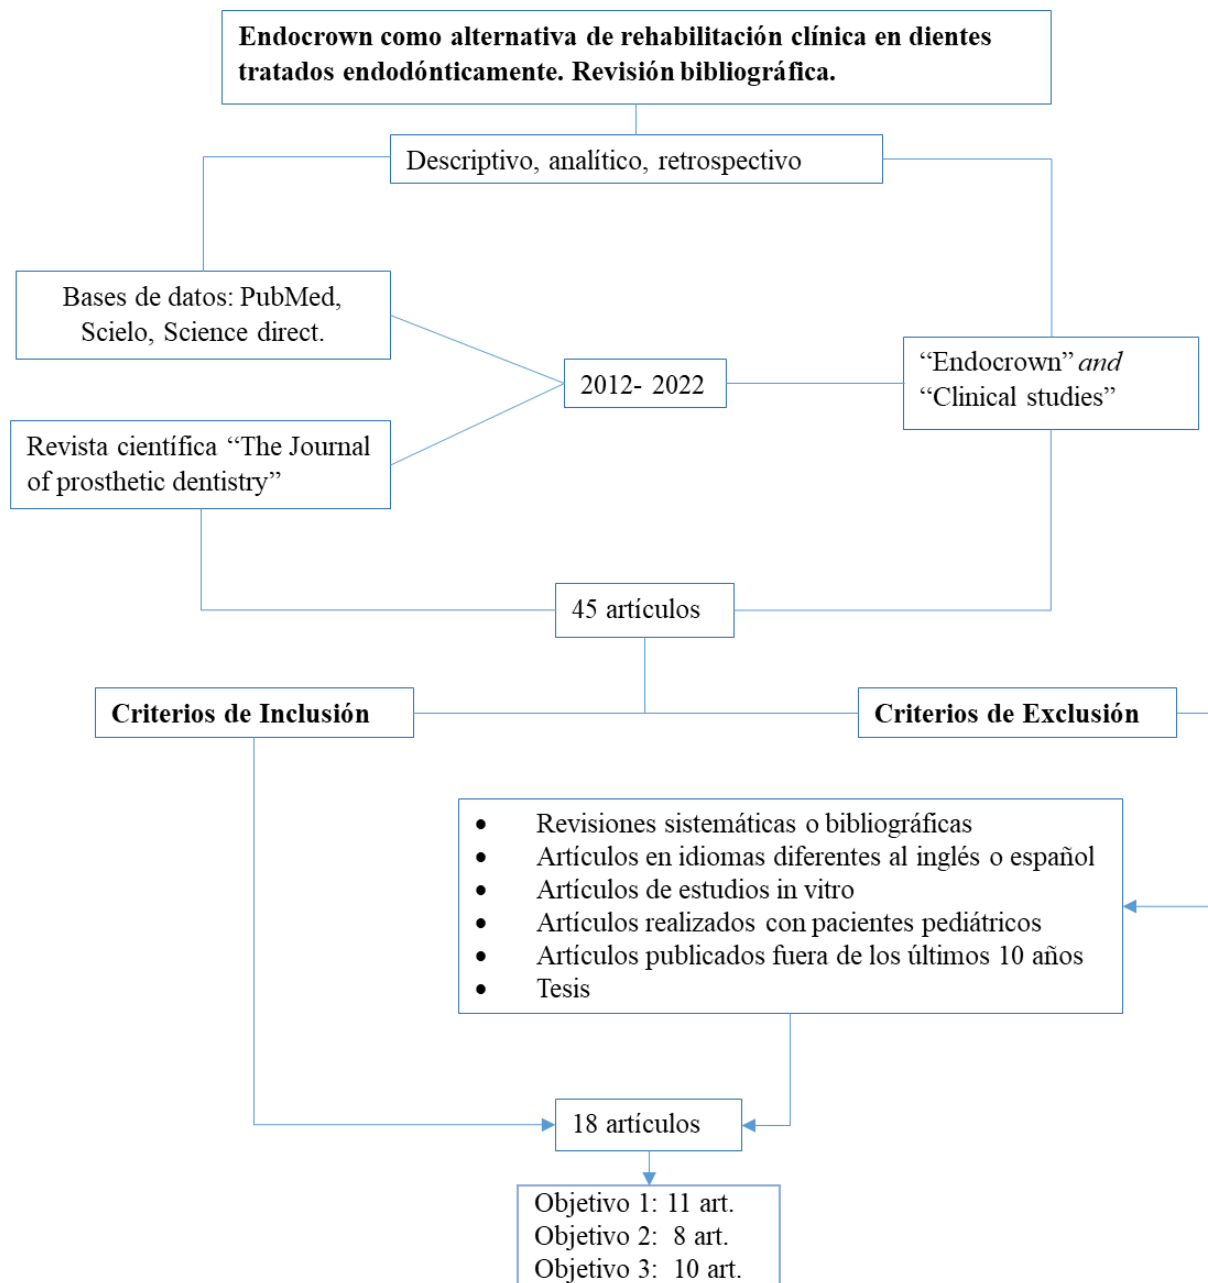 Endocrown como alternativa de rehabilitación clínica en dientes
tratados endodónticamente. Revisión bibliográfica.
Descriptivo, analítico, retrospectivo
Bases de datos: PubMed,
Scielo, Science direct.
2012- 2022
“Endocrown” and
“Clinical studies”
Revista científica “The Journal
of prosthetic dentistry”
45 artículos
Criterios de Inclusión
Criterios de Exclusión
• Revisiones sistemáticas o bibliográficas
• Artículos en idiomas diferentes al inglés o español
• Artículos de estudios in vitro
• Artículos realizados con pacientes pediátricos
• Artículos publicados fuera de los últimos 10 años
• Tesis
18 artículos
Objetivo 1: 11 art.
Objetivo 2: 8 art.
Objetivo 3: 10 art.